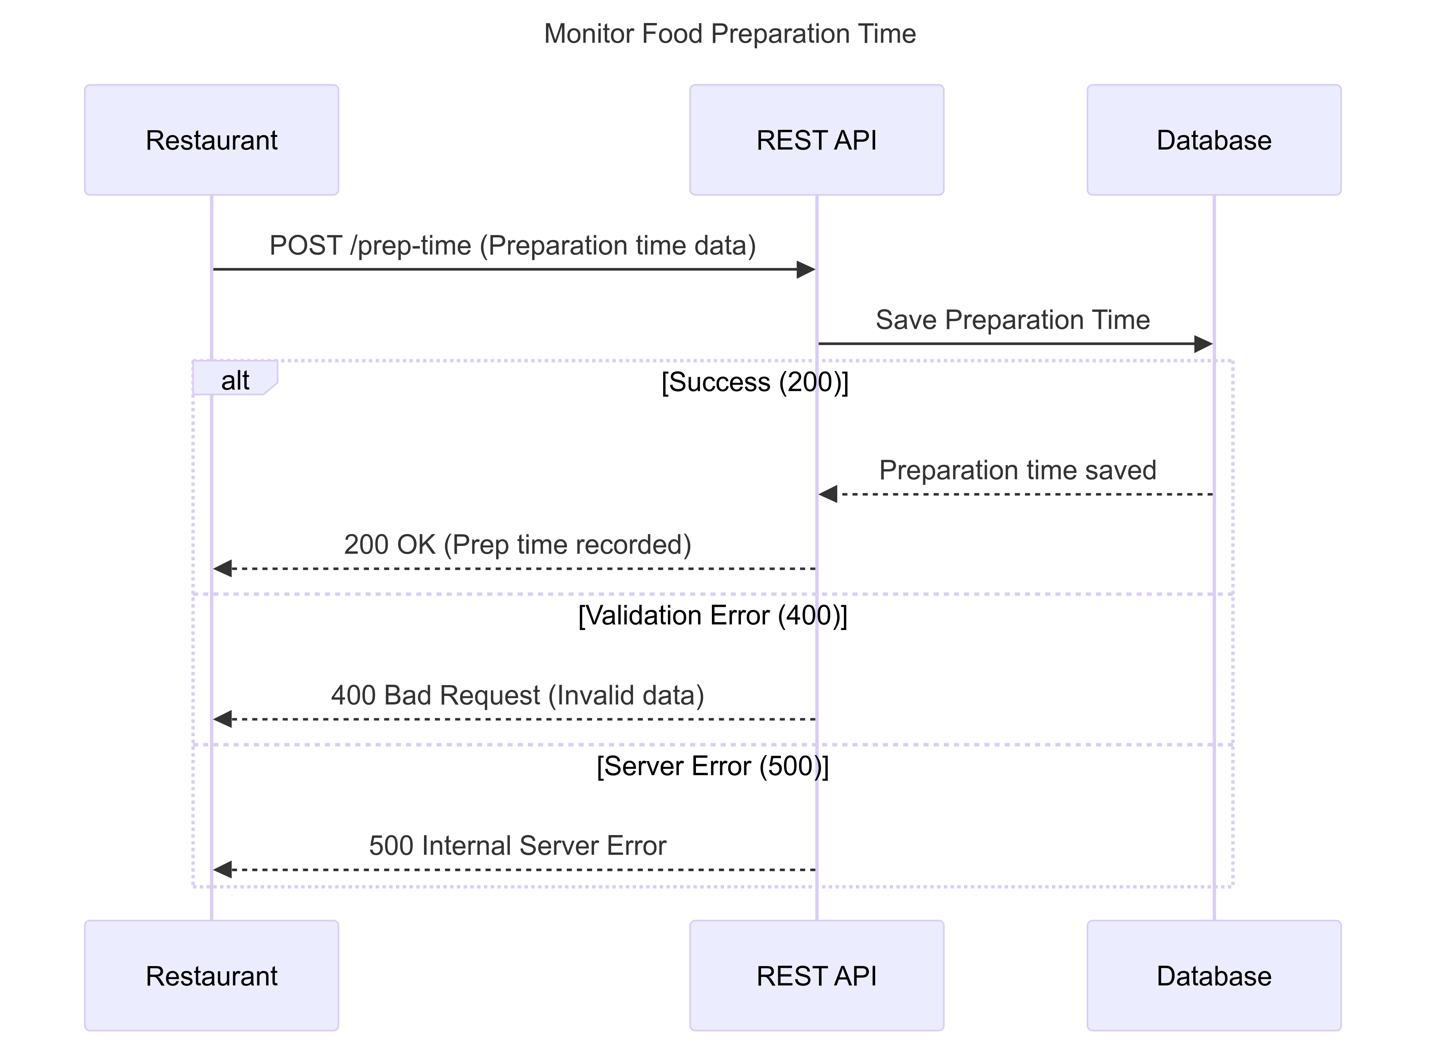 Monitor Food Preparation Time
Restaurant
REST API
Database
POST /prep-time (Preparation time data)
Save Preparation Time
alt
[Success (200)]
Preparation time saved
200 OK (Prep time recorded)
[Validation Error (400)]
400 Bad Request (Invalid data)
[Server Error (500)]
500 Internal Server Error
Restaurant
REST API
Database